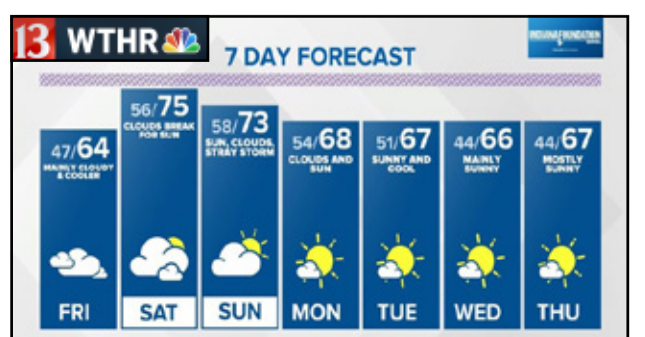 13 WTHR
7 DAY FORECAST
INDIANA FOUNDATION
47/64
MAINLY CLOUDY
& COOLER
FRI
56/75
CLOUDS BREAK
FOR SUN
SAT
58/73
SUN, CLOUDS,
STRAY STORM
SUN
54/68
CLOUDS AND
SUN
MON
51/67
SUNNY AND
COOL
TUE
44/66
MAINLY
SUNNY
WED
44/67
MOSTLY
SUNNY
THU